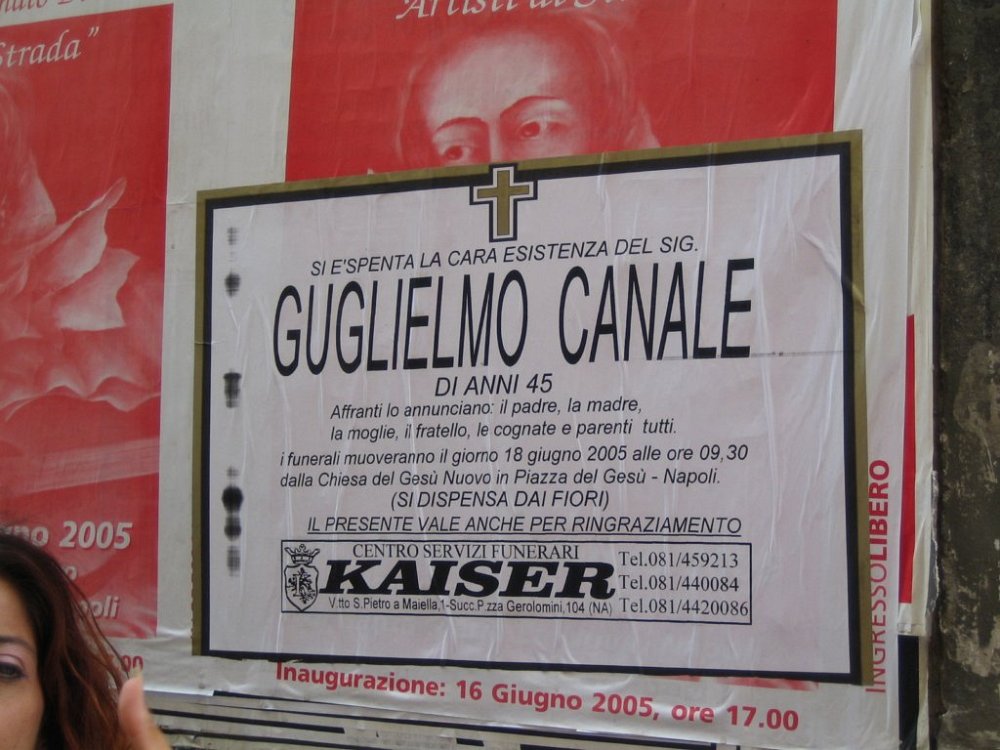 Strada"
Artisti
SI E'SPENTA LA CARA ESISTENZA DEL SIG.
GUGLIELMO CANALE
DI ANNI 45
Affranti lo annunciano: il padre, la madre,
la moglie, il fratello, le cognate e parenti tutti.
i funerali muoveranno il giorno 18 giugno 2005 alle ore 09,30
dalla Chiesa del Gesù Nuovo in Piazza del Gesù - Napoli.
(SI DISPENSA DAI FIORI)
IL PRESENTE VALE ANCHE PER RINGRAZIAMENTO
CENTRO SERVIZI FUNERARI
KAISER
V.tto S.Pietro a Maiella,1-Succ.P.zza Gerolomini,104 (NA)
Tel.081/459213
Tel.081/440084
Tel.081/4420086
2005
INGRESSOLIBERO
Inaugurazione: 16 Giugno 2005, ore 17.00